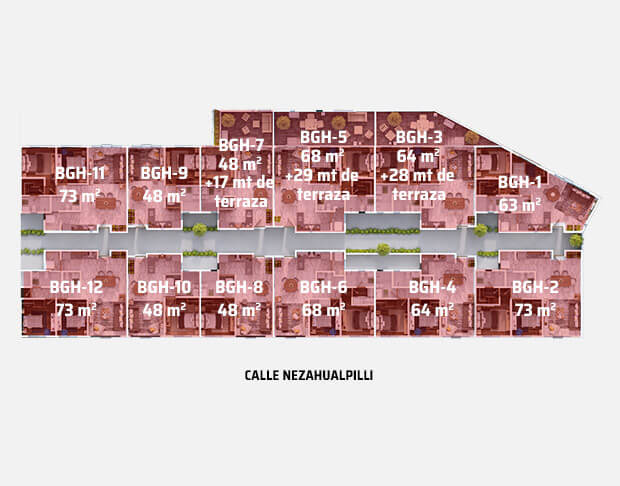 BGH-11
73 m²
BGH-9
48 m²
BGH-7
48 m²
+17 mt de
terraza
BGH-5
68 m²
+29 mt de
terraza
BGH-3
64 m²
+28 mt de
terraza
BGH-1
63 m²
BGH-12
73 m²
BGH-10
48 m²
BGH-8
48 m²
BGH-6
68 m²
BGH-4
64 m²
BGH-2
73 m²
CALLE NEZAHUALPILLI